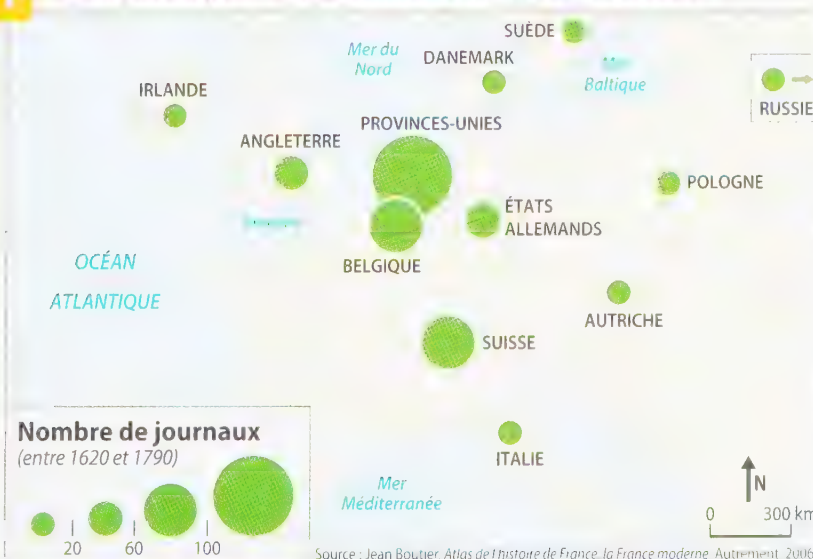 SUÈDE
Mer du
Nord
DANEMARK
Baltique
IRLANDE
RUSSIE
PROVINCES-UNIES
ANGLETERRE
POLOGNE
ÉTATS
ALLEMANDS
OCÉAN
ATLANTIQUE
BELGIQUE
AUTRICHE
SUISSE
Nombre de journaux
(entre 1620 et 1790)
ITALIE
Mer
Méditerranée
N
0 300 km
20 60 100
Source : Jean Boutier, Atlas de l'histoire de France, la France moderne, Autrement, 2006